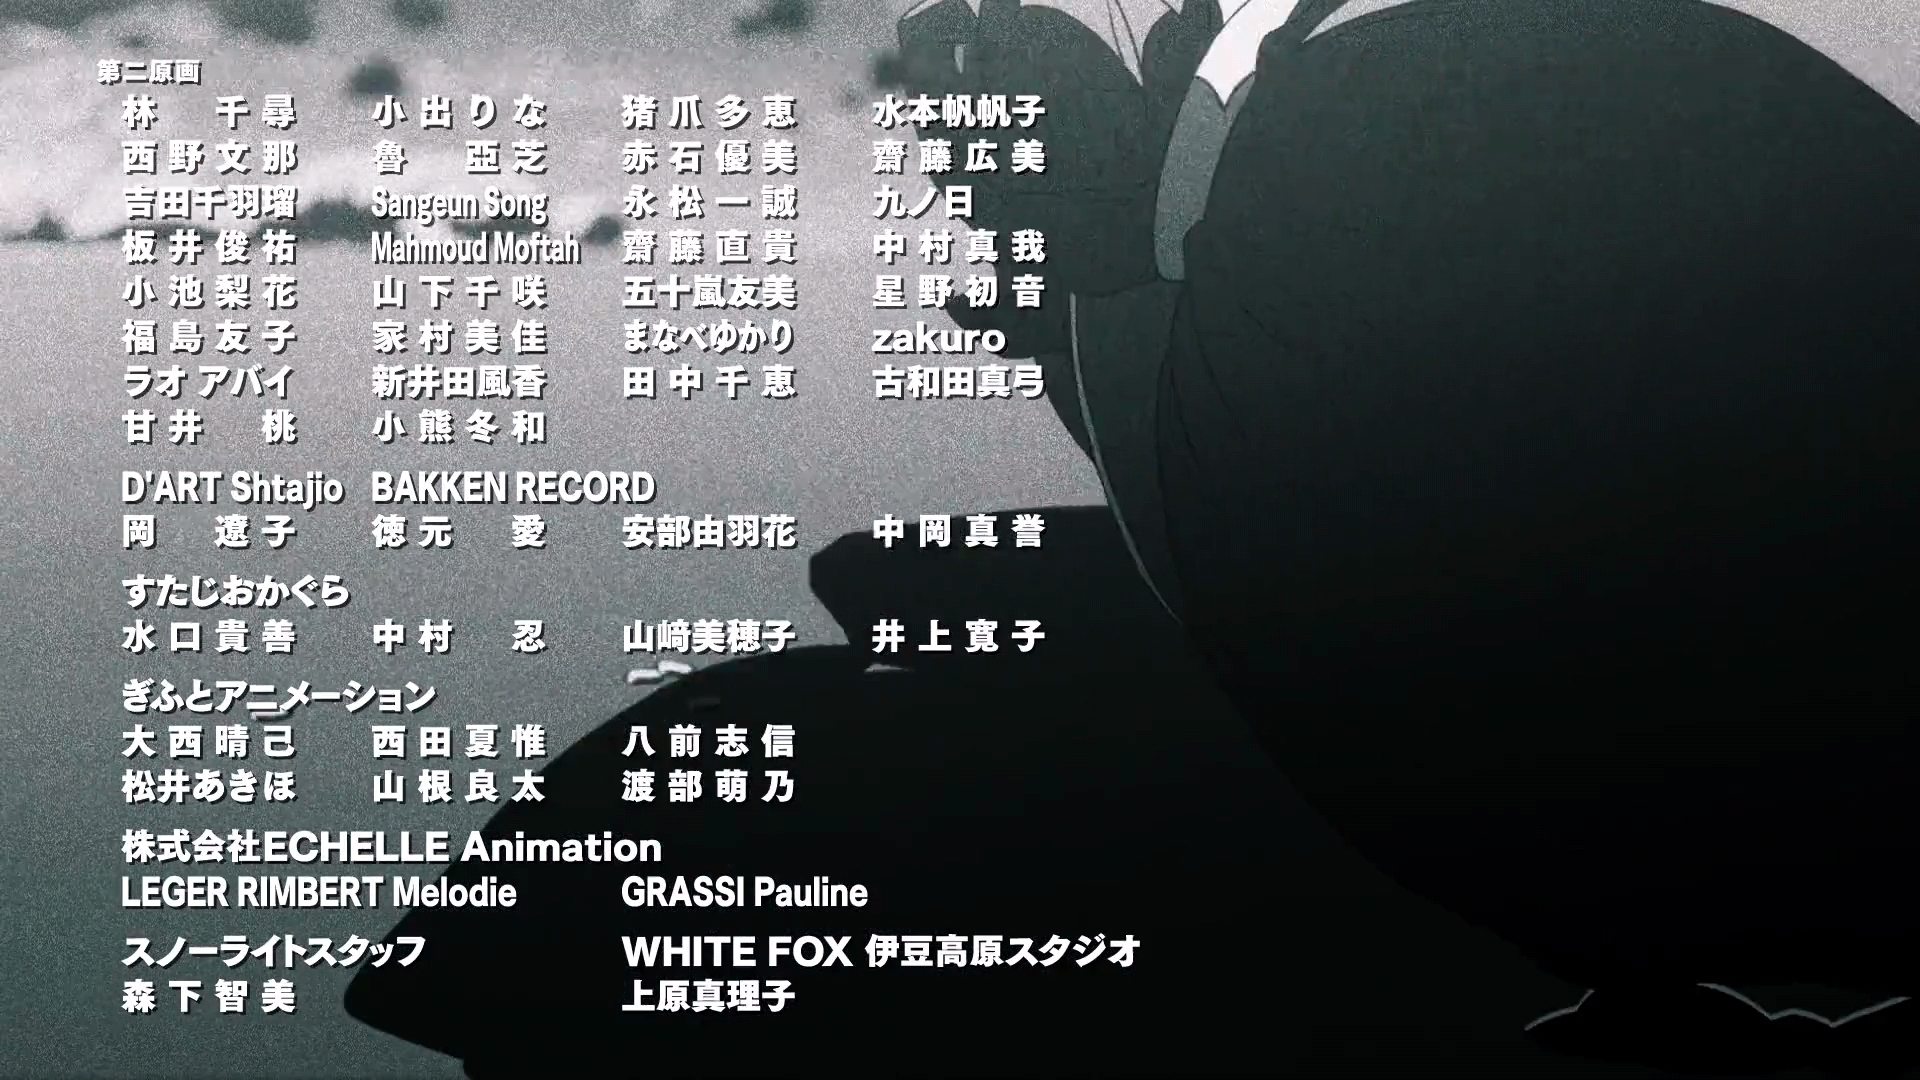 第二原画
林 千尋 小出りな 猪爪多恵 水本帆帆子
西野文那 魯 亞芝 赤石優美 齋藤広美
吉田千羽瑠 Sangeun Song 永松一誠 九ノ日
板井俊祐 Mahmoud Moftah 齋藤直貴 中村真我
小池梨花 山下千咲 五十嵐友美 星野初音
福島友子 家村美佳 まなべゆかり zakuro
ラオ アバイ 新井田風香 田中千恵 古和田真弓
甘井 桃 小熊冬和
D'ART Shtajio BAKKEN RECORD
岡 遼子 徳元 愛 安部由羽花 中岡真誉
すたじおかぐら
水口貴善 中村 忍 山﨑美穂子 井上寛子
ぎふとアニメーション
大西晴己 西田夏惟 八前志信
松井あきほ 山根良太 渡部萌乃
株式会社ECHELLE Animation
LEGER RIMBERT Melodie GRASSI Pauline
スノーライトスタッフ WHITE FOX 伊豆高原スタジオ
森下智美 上原真理子